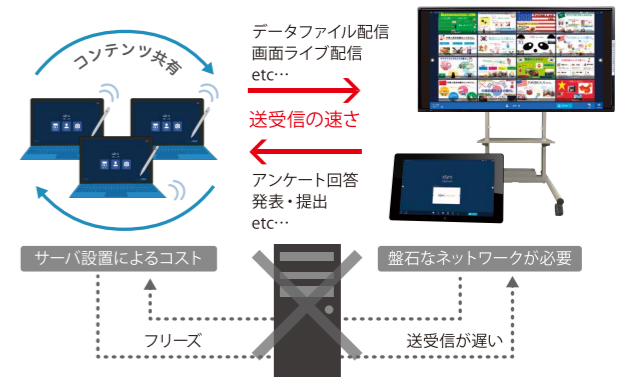 コンテンツ共有
データファイル配信
画面ライブ配信
etc…
送受信の速さ
アンケート回答
発表・提出
etc…
サーバ設置によるコスト
盤石なネットワークが必要
フリーズ
送受信が遅い